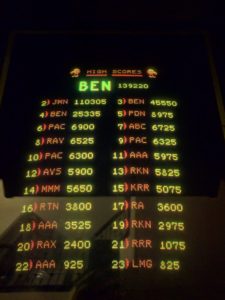 HIGH SCORES
BEN 139220
2) JMN 110305 3) BEN 45550
4) BEN 25335 5) PDN 8975
6) PAC 6900 7) ABC 6725
8) RAV 6525 9) PAC 6325
10) PAC 6300 11) AAA 5975
12) AVS 5900 13) RKN 5825
14) MMM 5650 15) KRR 5075
16) RTN 3800 17) RA 3600
18) AAA 3525 19) RKN 2975
20) RAX 2400 21) RRR 1075
22) AAA 925 23) LMG 825